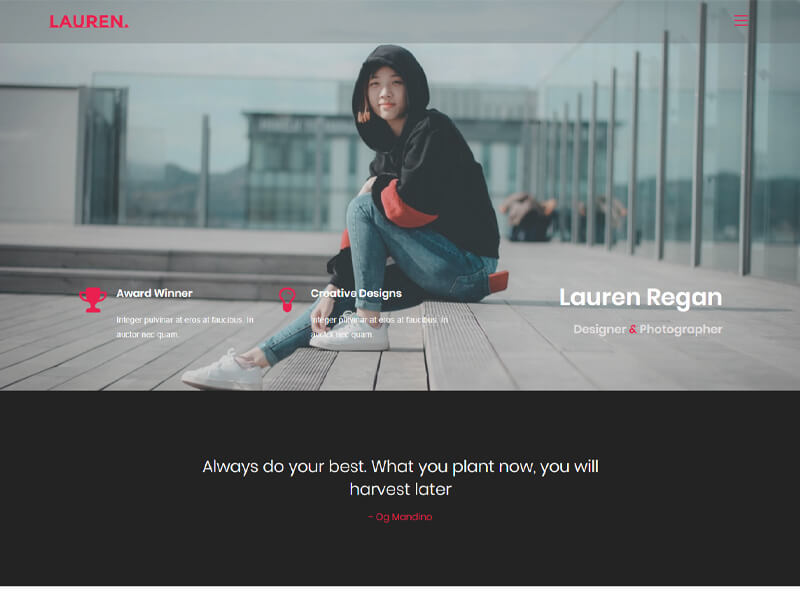 LAUREN.
Award Winner
Integer pulvinar at eros at faucibus. In
auctor nec quam.
Creative Designs
Integer pulvinar at eros at faucibus. In
auctor nec quam.
Lauren Regan
Designer & Photographer
Always do your best. What you plant now, you will
harvest later
– Og Mandino